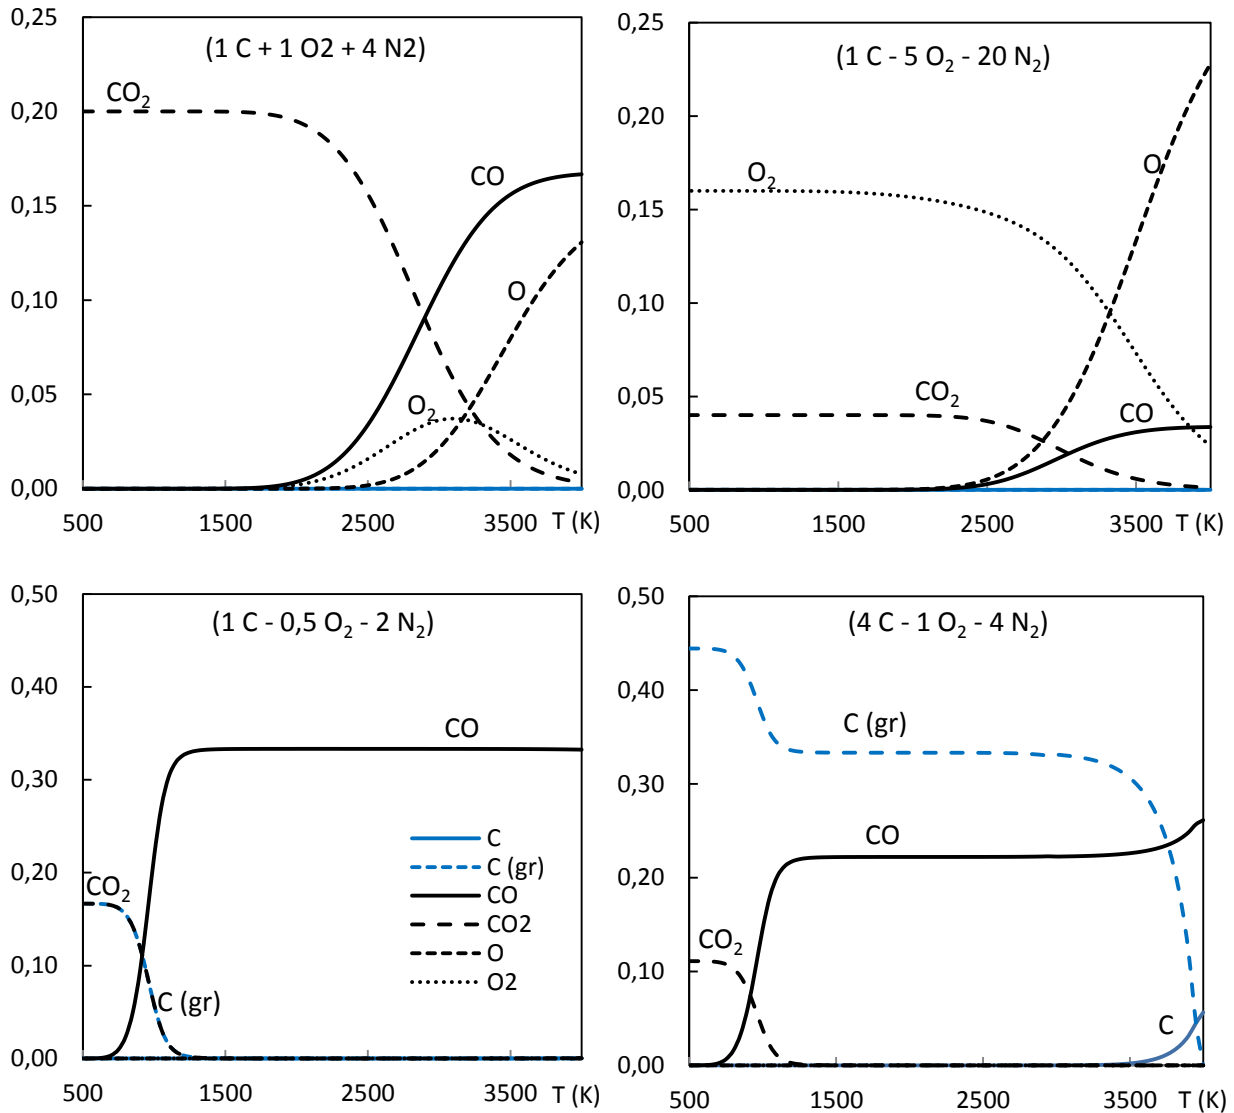 0,25
(1 C + 1 O2 + 4 N2)
0,20
CO₂
0,15
CO
0,10
O
0,05
O₂
0,00
500 1500 2500 3500 T (K)
0,25
(1 C - 5 O₂ - 20 N₂)
0,20
O
O₂
0,15
0,10
CO₂
0,05
CO
0,00
500 1500 2500 3500 T (K)
0,50
(1 C - 0,5 O₂ - 2 N₂)
0,40
CO
0,30
C
C (gr)
0,20
CO
CO₂
CO2
0,10
O
C (gr)
O2
0,00
500 1500 2500 3500 T (K)
0,50
(4 C - 1 O₂ - 4 N₂)
0,40
C (gr)
0,30
CO
0,20
CO₂
0,10
C
0,00
500 1500 2500 3500 T (K)